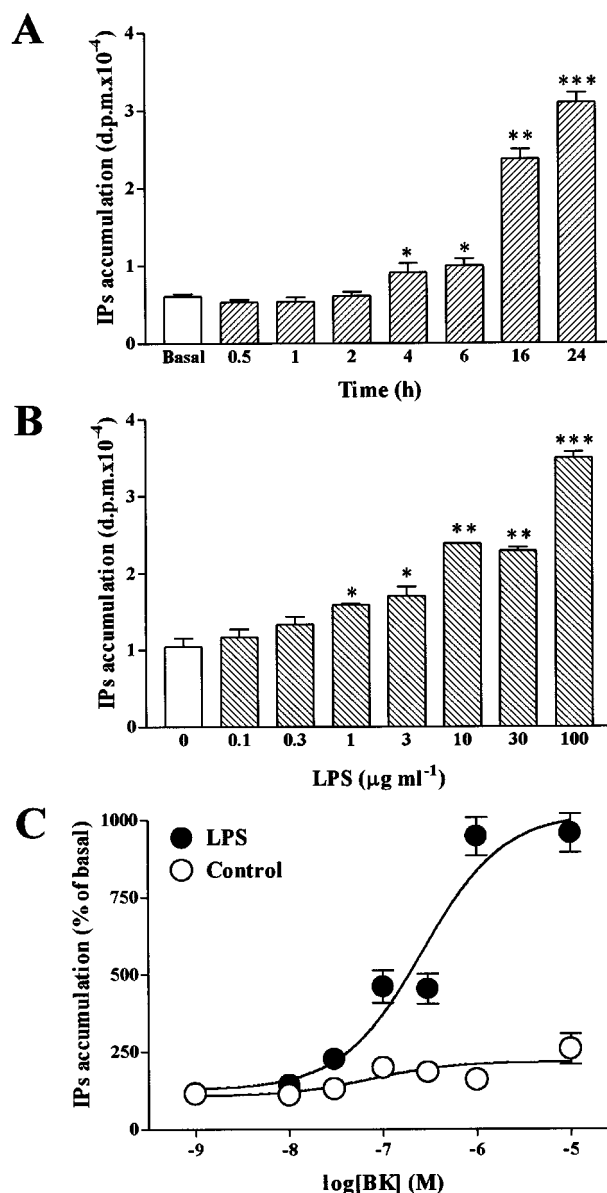 A
IPs accumulation (d.p.m.x10⁻⁴)
4
3
2
1
0
*
*
**
***
Basal 0.5 1 2 4 6 16 24
Time (h)
B
IPs accumulation (d.p.m.x10⁻⁴)
4
3
2
1
0
*
*
**
**
***
0 0.1 0.3 1 3 10 30 100
LPS (μg ml⁻¹)
C
IPs accumulation (% of basal)
1000
750
500
250
0
LPS
Control
-9 -8 -7 -6 -5
log[BK] (M)